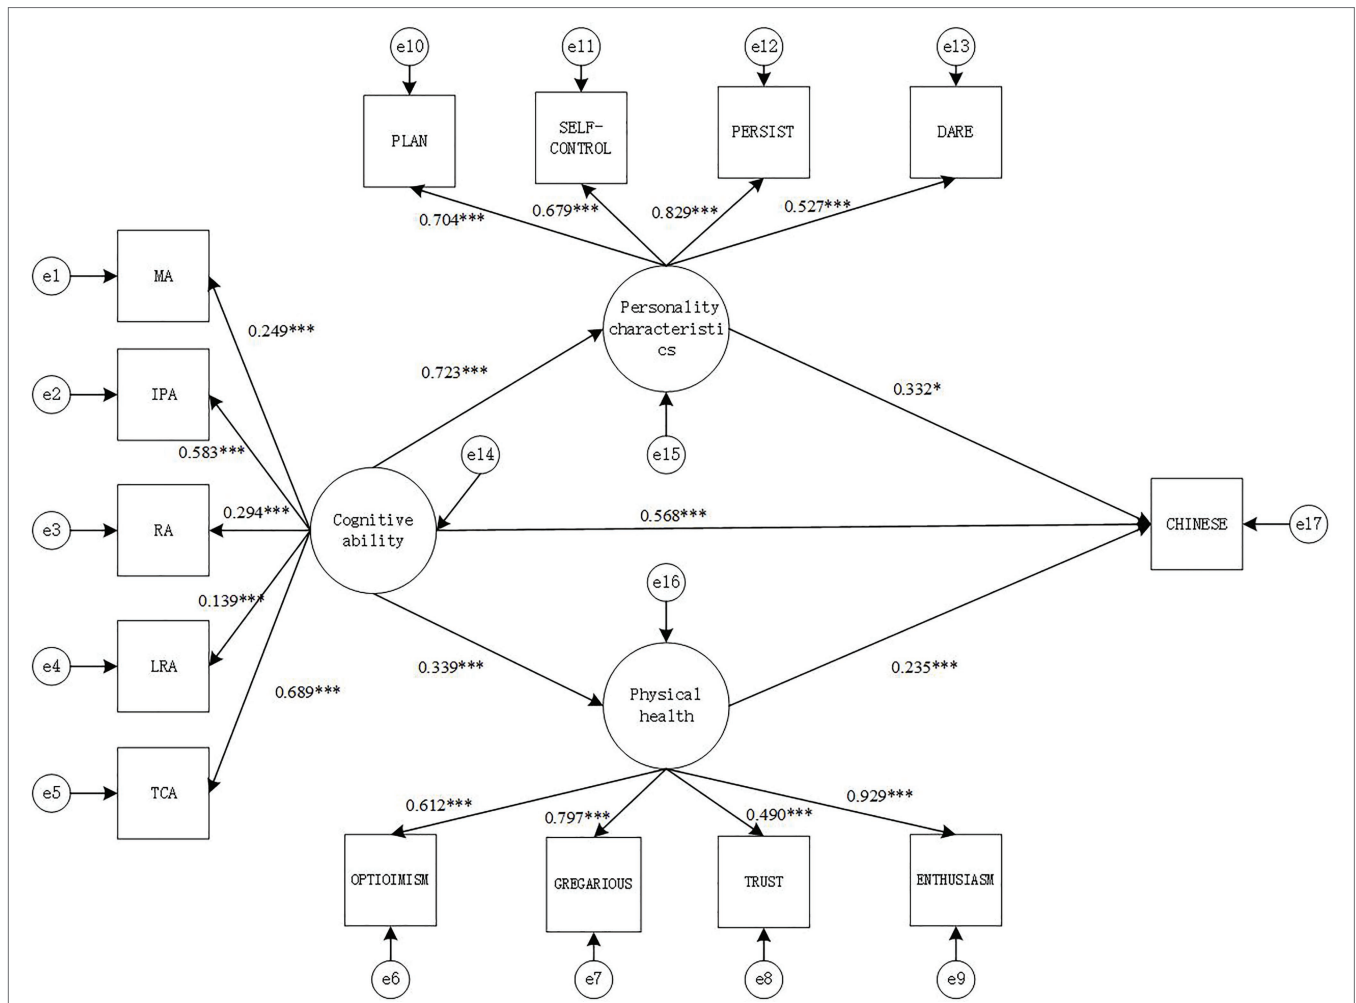 e10
e11
e12
e13
PLAN
SELF-
CONTROL
PERSIST
DARE
0.704***
0.679***
0.829***
0.527***
e1
MA
0.249***
Personality
characteristi
cs
e2
IPA
0.723***
0.332*
0.583***
e14
e15
e3
RA
0.294***
Cognitive
ability
0.568***
CHINESE
e17
e16
0.139***
e4
LRA
0.339***
0.235***
0.689***
Physical
health
e5
TCA
0.612***
0.797***
0.490***
0.929***
OPTIOIMISM
GREGARIOUS
TRUST
ENTHUSIASM
e6
e7
e8
e9